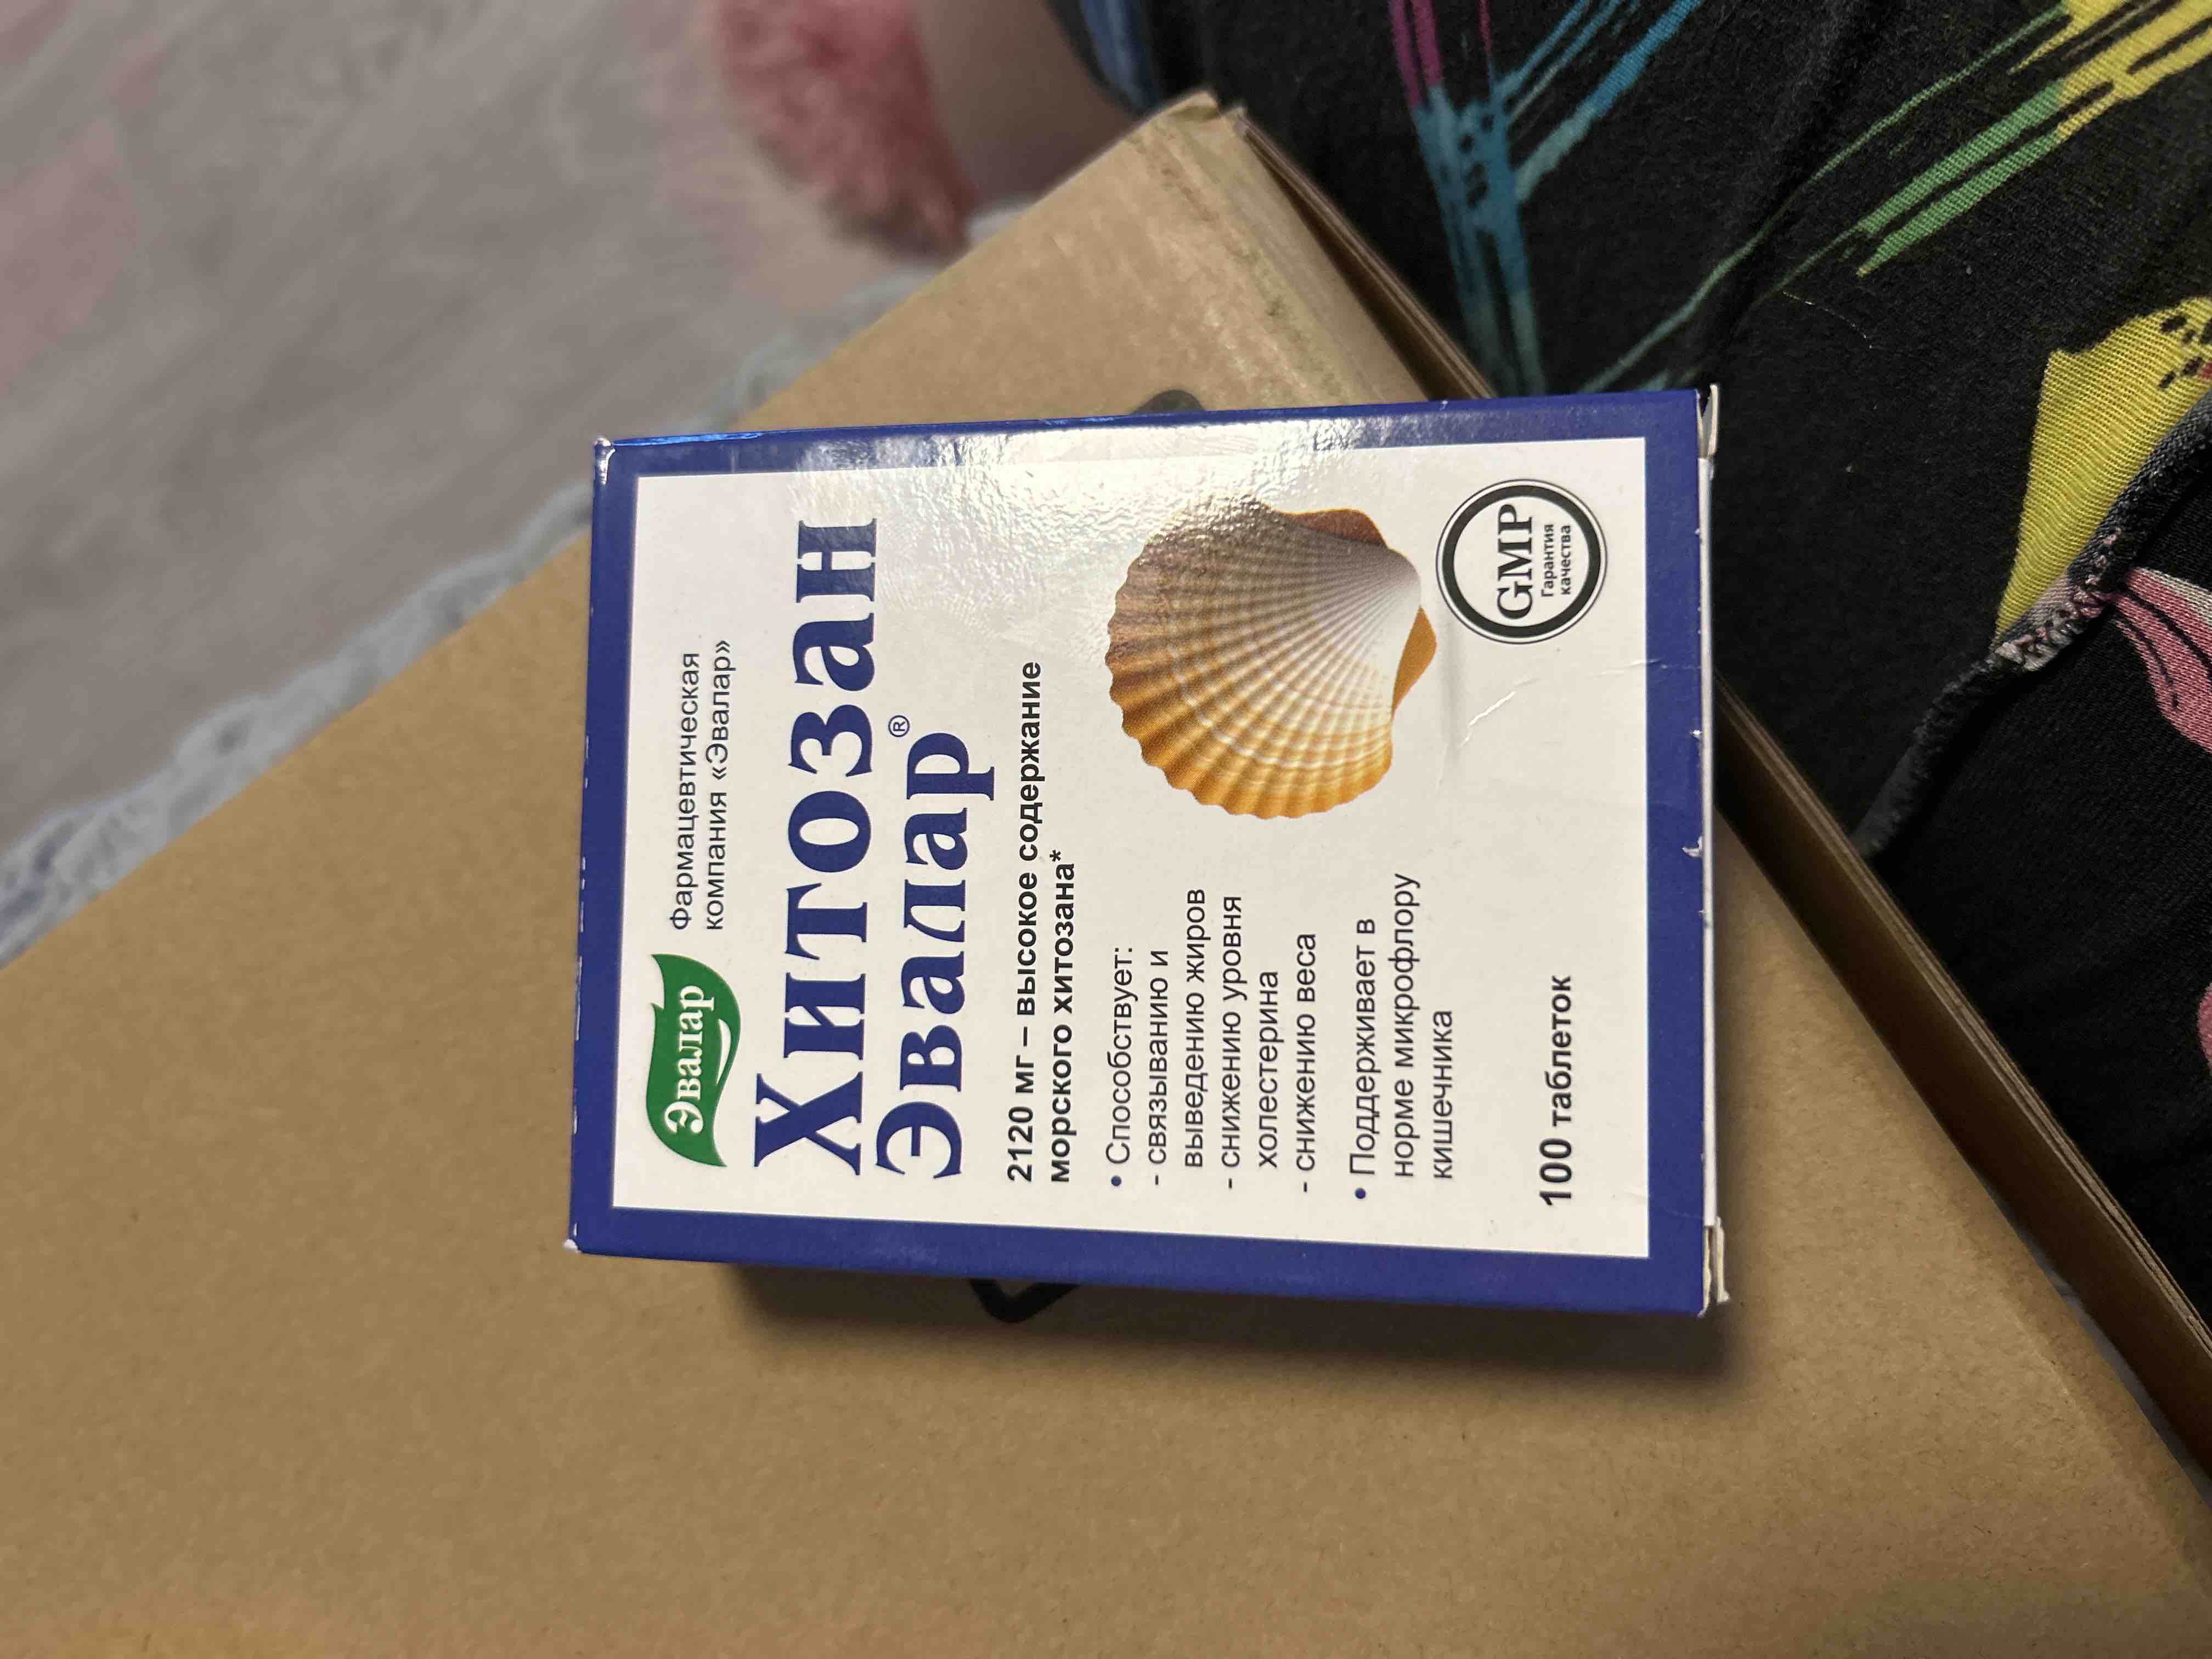 Эвалар
Фармацевтическая
компания «Эвалар»
Хитозан
Эвалар®
2120 мг – высокое содержание
морского хитозана*
• Способствует:
- связыванию и
выведению жиров
- снижению уровня
холестерина
- снижению веса
• Поддерживает в
норме микрофлору
кишечника
100 таблеток
GMP
Гарантия
качества